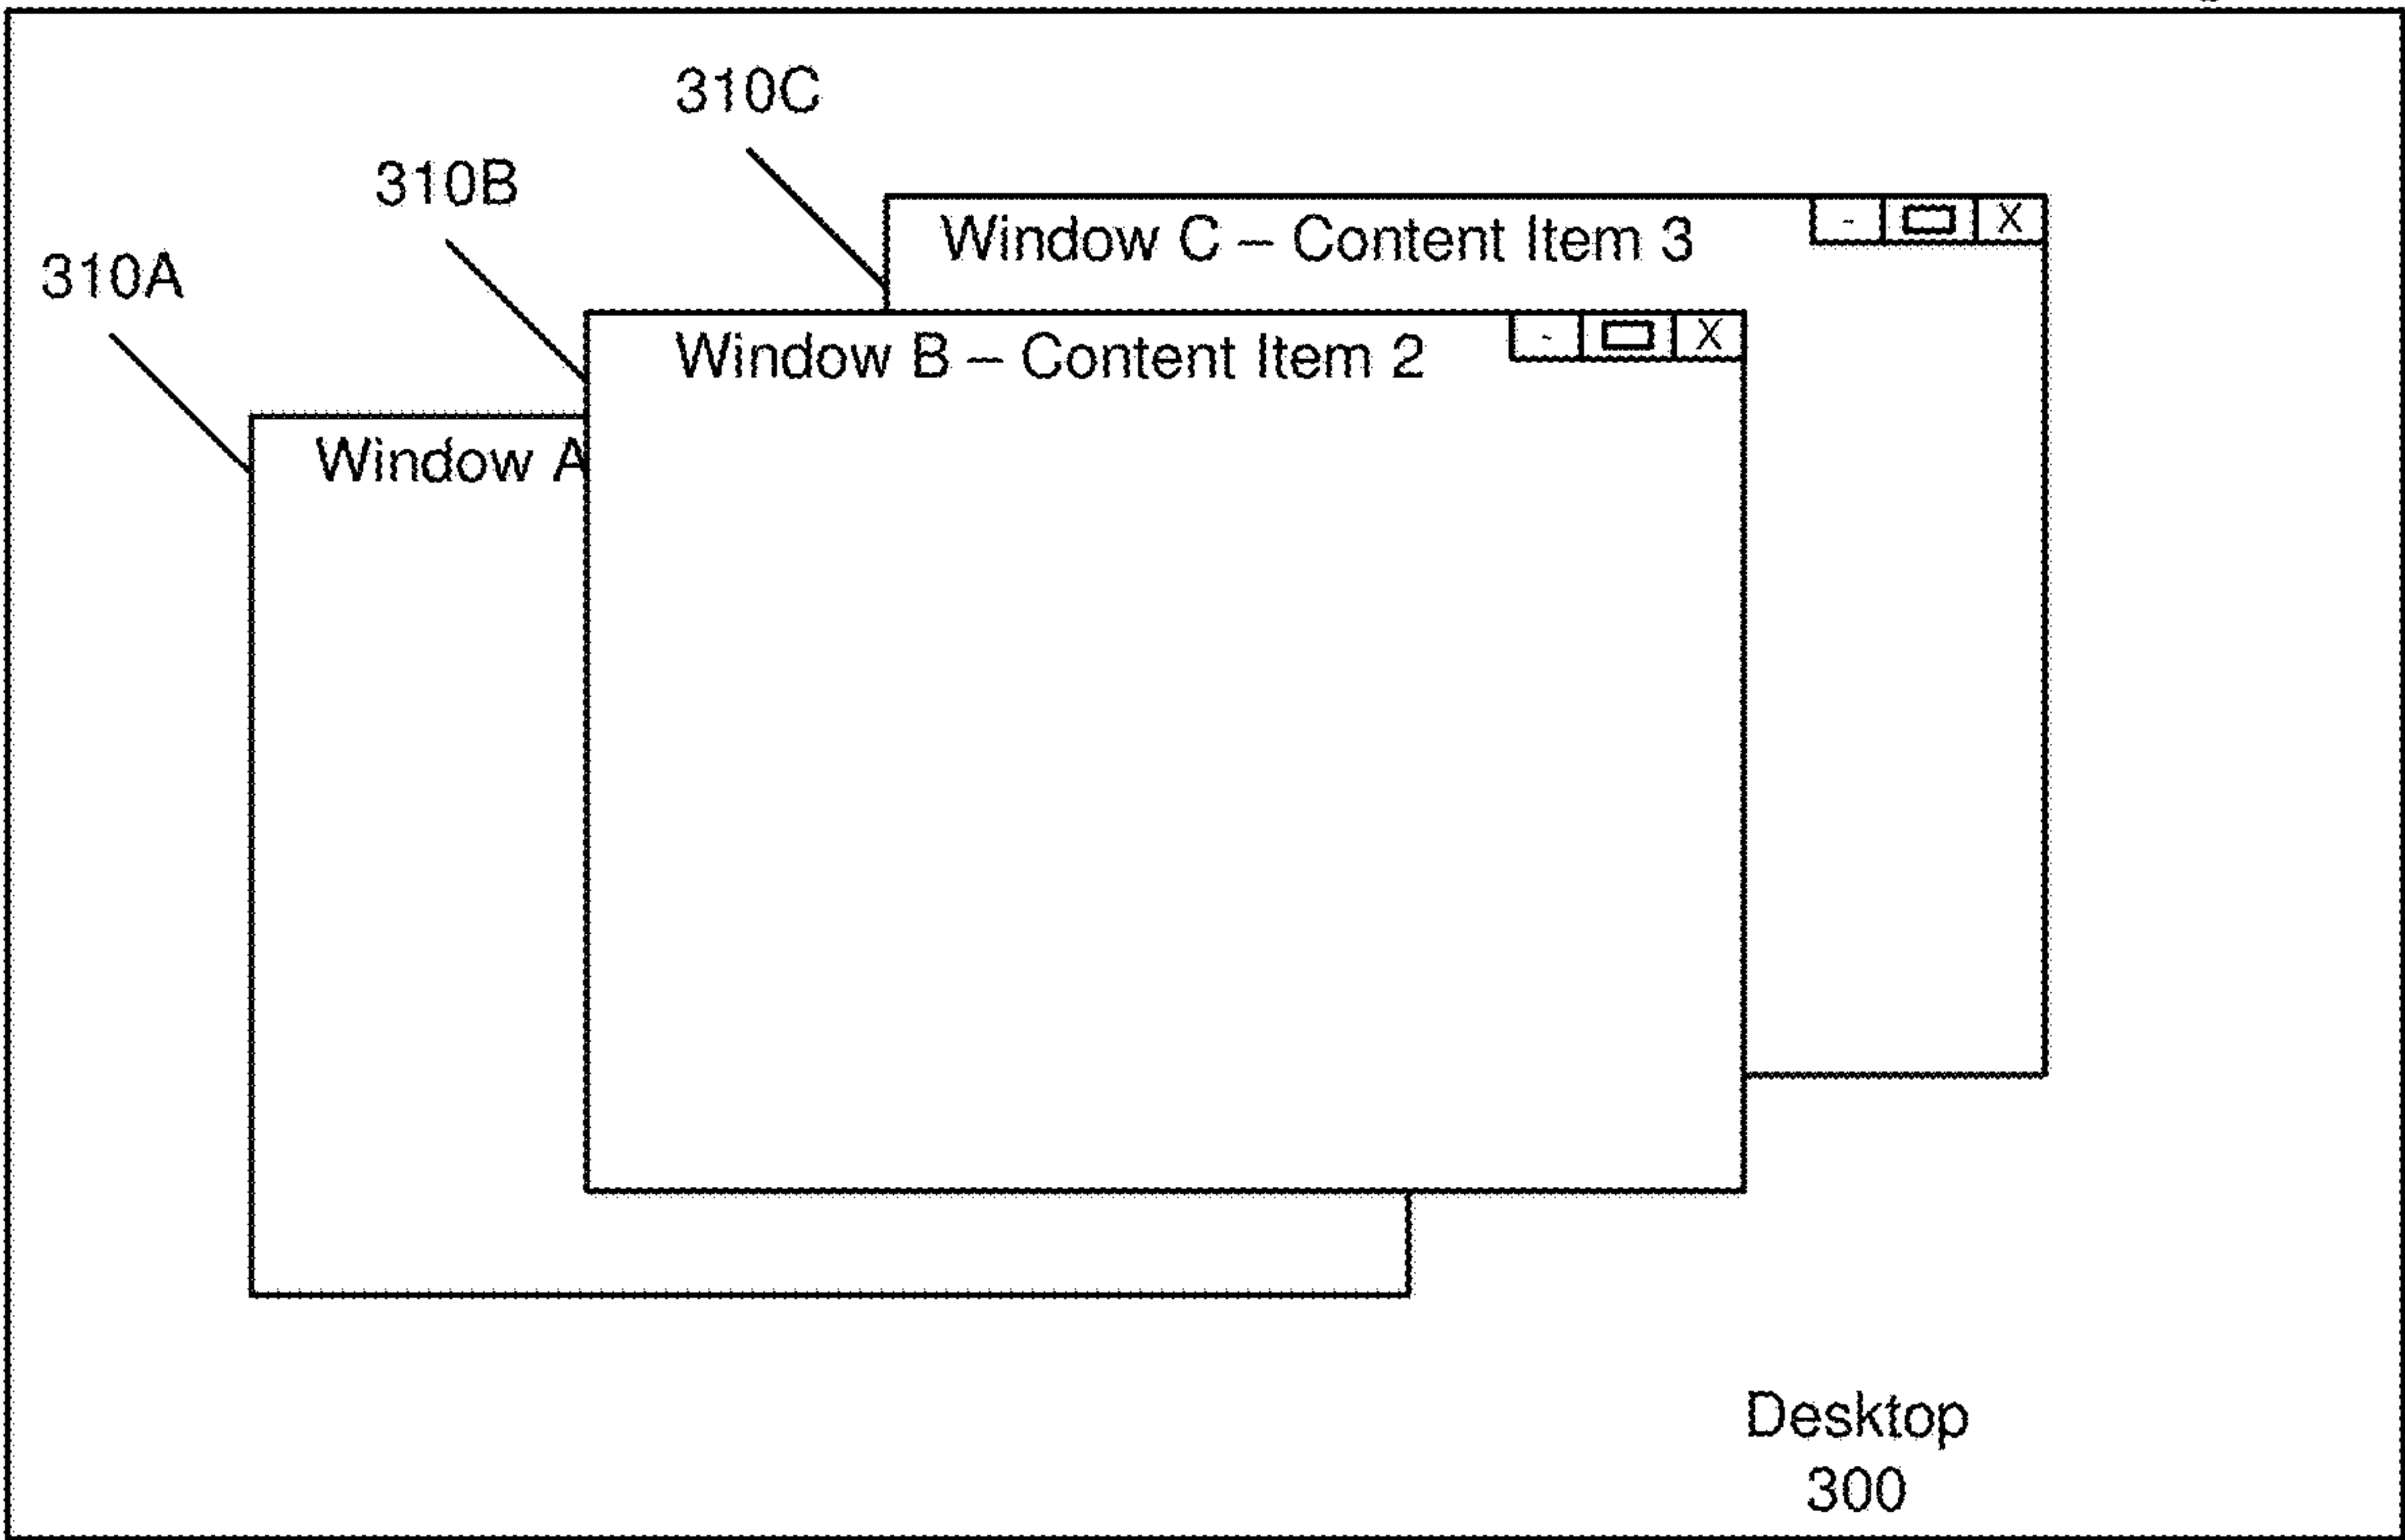 310C
310B
310A
Window C – Content Item 3
- X
Window B – Content Item 2
- X
Window A
Desktop
300